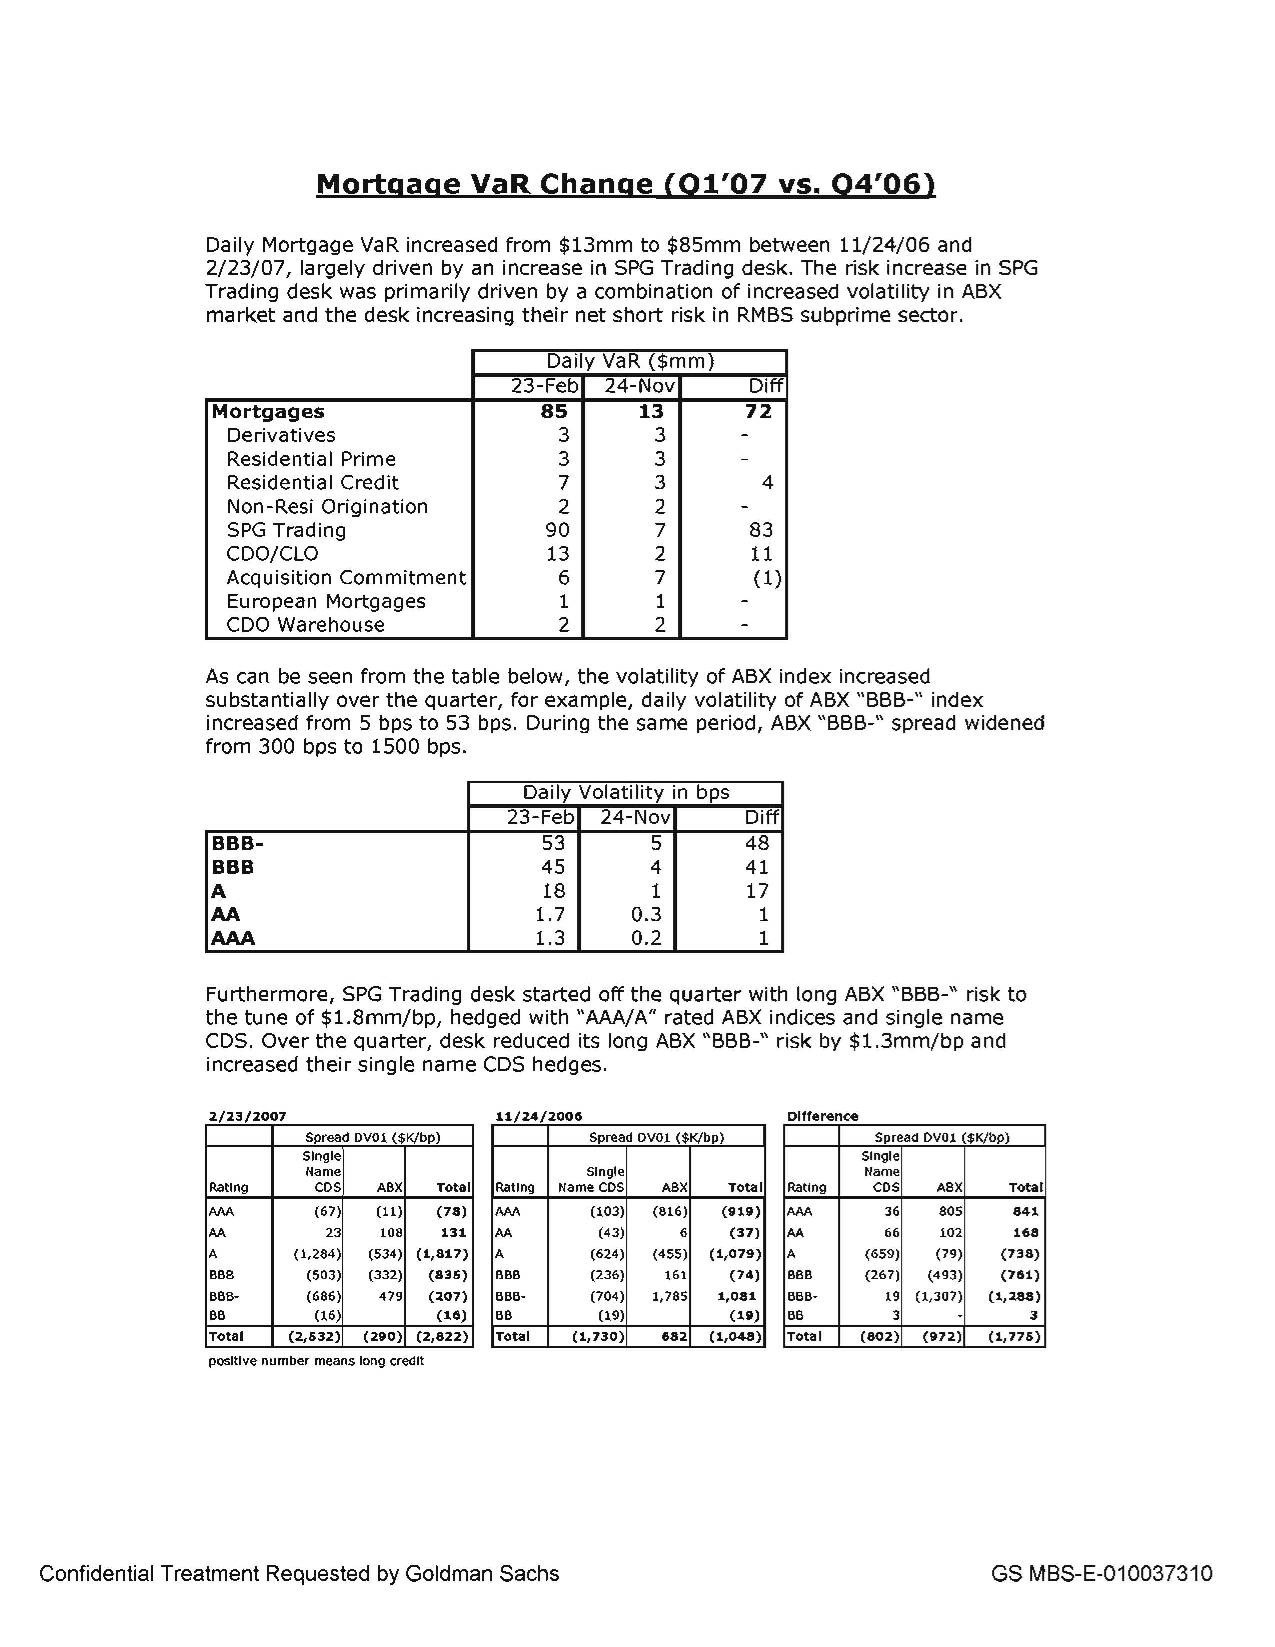 Mortgage VaR Change (Q1'07 vs. Q4'06)
Daily Mortgage VaR increased from $13mm to $85mm between 11/24/06 and
2/23/07, largely driven by an increase in SPG Trading desk. The risk increase in SPG
Trading desk was primarily driven by a combination of increased volatility in ABX
market and the desk increasing their net short risk in RMBS subprime sector.
Daily VaR ($mm)
23-Feb 24-Nov Diff
Mortgages 85 13 72
Derivatives 3 3 -
Residential Prime 3 3 -
Residential Credit 7 3 4
Non-Resi Origination 2 2 -
SPG Trading 90 7 83
CDO/CLO 13 2 11
Acquisition Commitment 6 7 (1)
European Mortgages 1 1 -
CDO Warehouse 2 2 -
As can be seen from the table below, the volatility of ABX index increased
substantially over the quarter, for example, daily volatility of ABX "BBB-" index
increased from 5 bps to 53 bps. During the same period, ABX "BBB-" spread widened
from 300 bps to 1500 bps.
Daily Volatility in bps
23-Feb 24-Nov Diff
BBB- 53 5 48
BBB 45 4 41
A 18 1 17
AA 1.7 0.3 1
AAA 1.3 0.2 1
Furthermore, SPG Trading desk started off the quarter with long ABX "BBB-" risk to
the tune of $1.8mm/bp, hedged with "AAA/A" rated ABX indices and single name
CDS. Over the quarter, desk reduced its long ABX "BBB-" risk by $1.3mm/bp and
increased their single name CDS hedges.
2/23/2007 11/24/2006 Difference
Spread DV01 ($K/bp) Spread DV01 ($K/bp) Spread DV01 ($K/bp)
Single Single
Name Single Name
Rating CDS ABX Total Rating Name CDS ABX Total Rating CDS ABX Total
AAA (67) (11) (78) AAA (103) (816) (919) AAA 36 805 841
AA 23 108 131 AA (43) 6 (37) AA 66 102 168
A (1,284) (534) (1,817) A (624) (455) (1,079) A (659) (79) (738)
BBB (503) (332) (835) BBB (236) 161 (74) BBB (267) (493) (761)
BBB- (686) 479 (207) BBB- (704) 1,785 1,081 BBB- 19 (1,307) (1,288)
BB (16) (16) BB (19) (19) BB 3 - 3
Total (2,532) (290) (2,822) Total (1,730) 682 (1,048) Total (802) (972) (1,775)
positive number means long credit
Confidential Treatment Requested by Goldman Sachs GS MBS-E-010037310